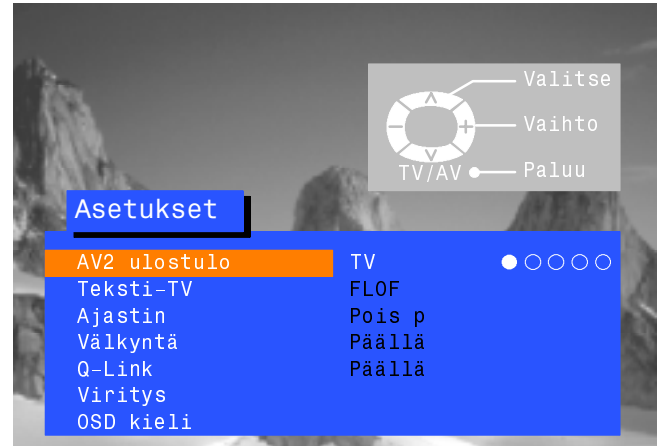 Valitse
Vaihto
TV/AV Paluu
Asetukset
AV2 ulostulo TV
Teksti-TV FLOF
Ajastin Pois p
Välkyntä Päällä
Q-Link Päällä
Viritys
OSD kieli